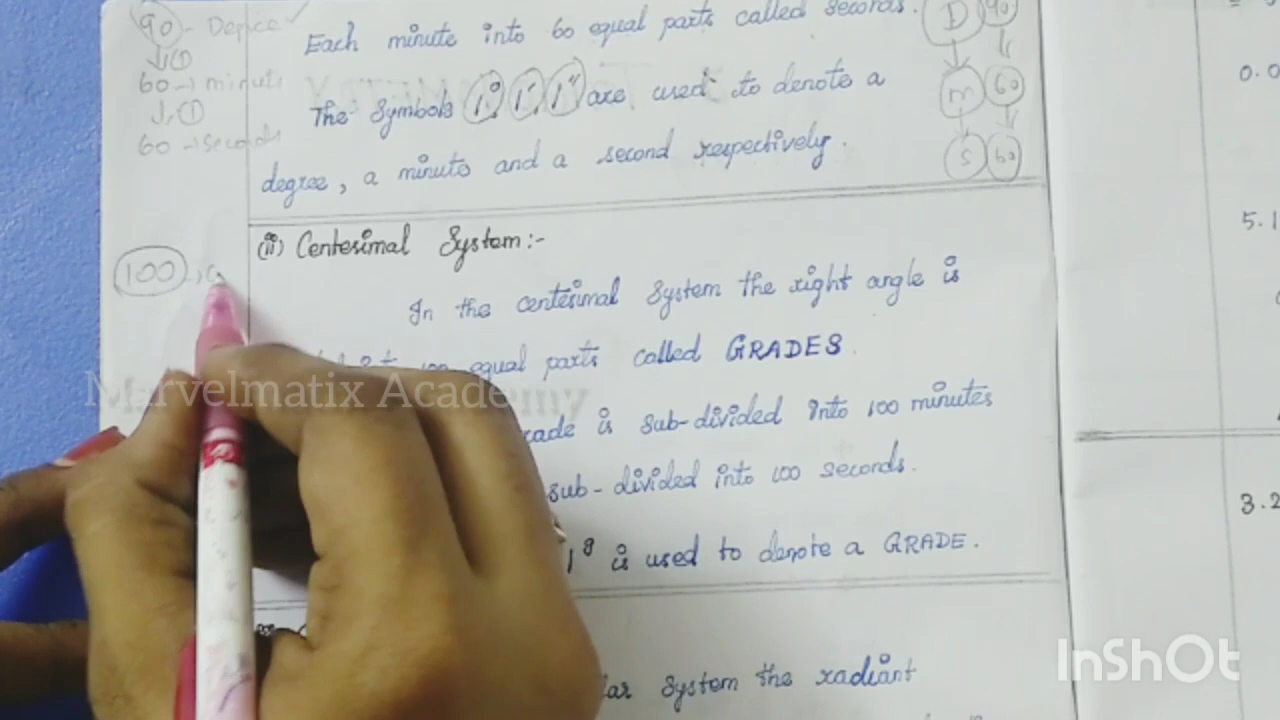 90 - Degree ✓
60 → minute
60 → seconds
Each minute into 60 equal parts called seconds.
The Symbols 1°, 1', 1" are used to denote a
degree, a minute and a second respectively.
D 90
m 60
S 60
(ii) Centesimal System:-
100
In the centesimal System the right angle is
equal parts called GRADES.
is sub-divided into 100 minutes
sub-divided into 100 seconds.
1g is used to denote a GRADE.
System the radiant
0.0
5.1
3.2
Marvelmatix Academy
InShOt